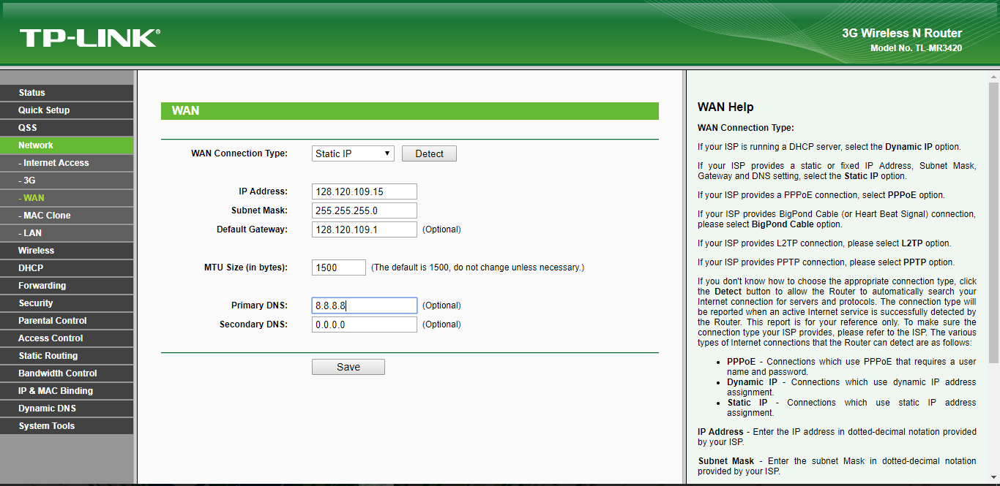 TP-LINK®
3G Wireless N Router
Model No. TL-MR3420
Status
Quick Setup
QSS
Network
- Internet Access
- 3G
- WAN
- MAC Clone
- LAN
Wireless
DHCP
Forwarding
Security
Parental Control
Access Control
Static Routing
Bandwidth Control
IP & MAC Binding
Dynamic DNS
System Tools
WAN
WAN Connection Type: Static IP Detect
IP Address: 128.120.109.15
Subnet Mask: 255.255.255.0
Default Gateway: 128.120.109.1 (Optional)
MTU Size (in bytes): 1500 (The default is 1500, do not change unless necessary.)
Primary DNS: 8.8.8.8 (Optional)
Secondary DNS: 0.0.0.0 (Optional)
Save
WAN Help
WAN Connection Type:
If your ISP is running a DHCP server, select the Dynamic IP option.
If your ISP provides a static or fixed IP Address, Subnet Mask,
Gateway and DNS setting, select the Static IP option.
If your ISP provides a PPPoE connection, select PPPoE option.
If your ISP provides BigPond Cable (or Heart Beat Signal) connection,
please select BigPond Cable option.
If your ISP provides L2TP connection, please select L2TP option.
If your ISP provides PPTP connection, please select PPTP option.
If you don't know how to choose the appropriate connection type, click
the Detect button to allow the Router to automatically search your
Internet connection for servers and protocols. The connection type will
be reported when an active Internet service is successfully detected by
the Router. This report is for your reference only. To make sure the
connection type your ISP provides, please refer to the ISP. The various
types of Internet connections that the Router can detect are as follows:
• PPPoE - Connections which use PPPoE that requires a user
name and password.
• Dynamic IP - Connections which use dynamic IP address
assignment.
• Static IP - Connections which use static IP address
assignment.
IP Address - Enter the IP address in dotted-decimal notation provided
by your ISP.
Subnet Mask - Enter the subnet Mask in dotted-decimal notation
provided by your ISP.